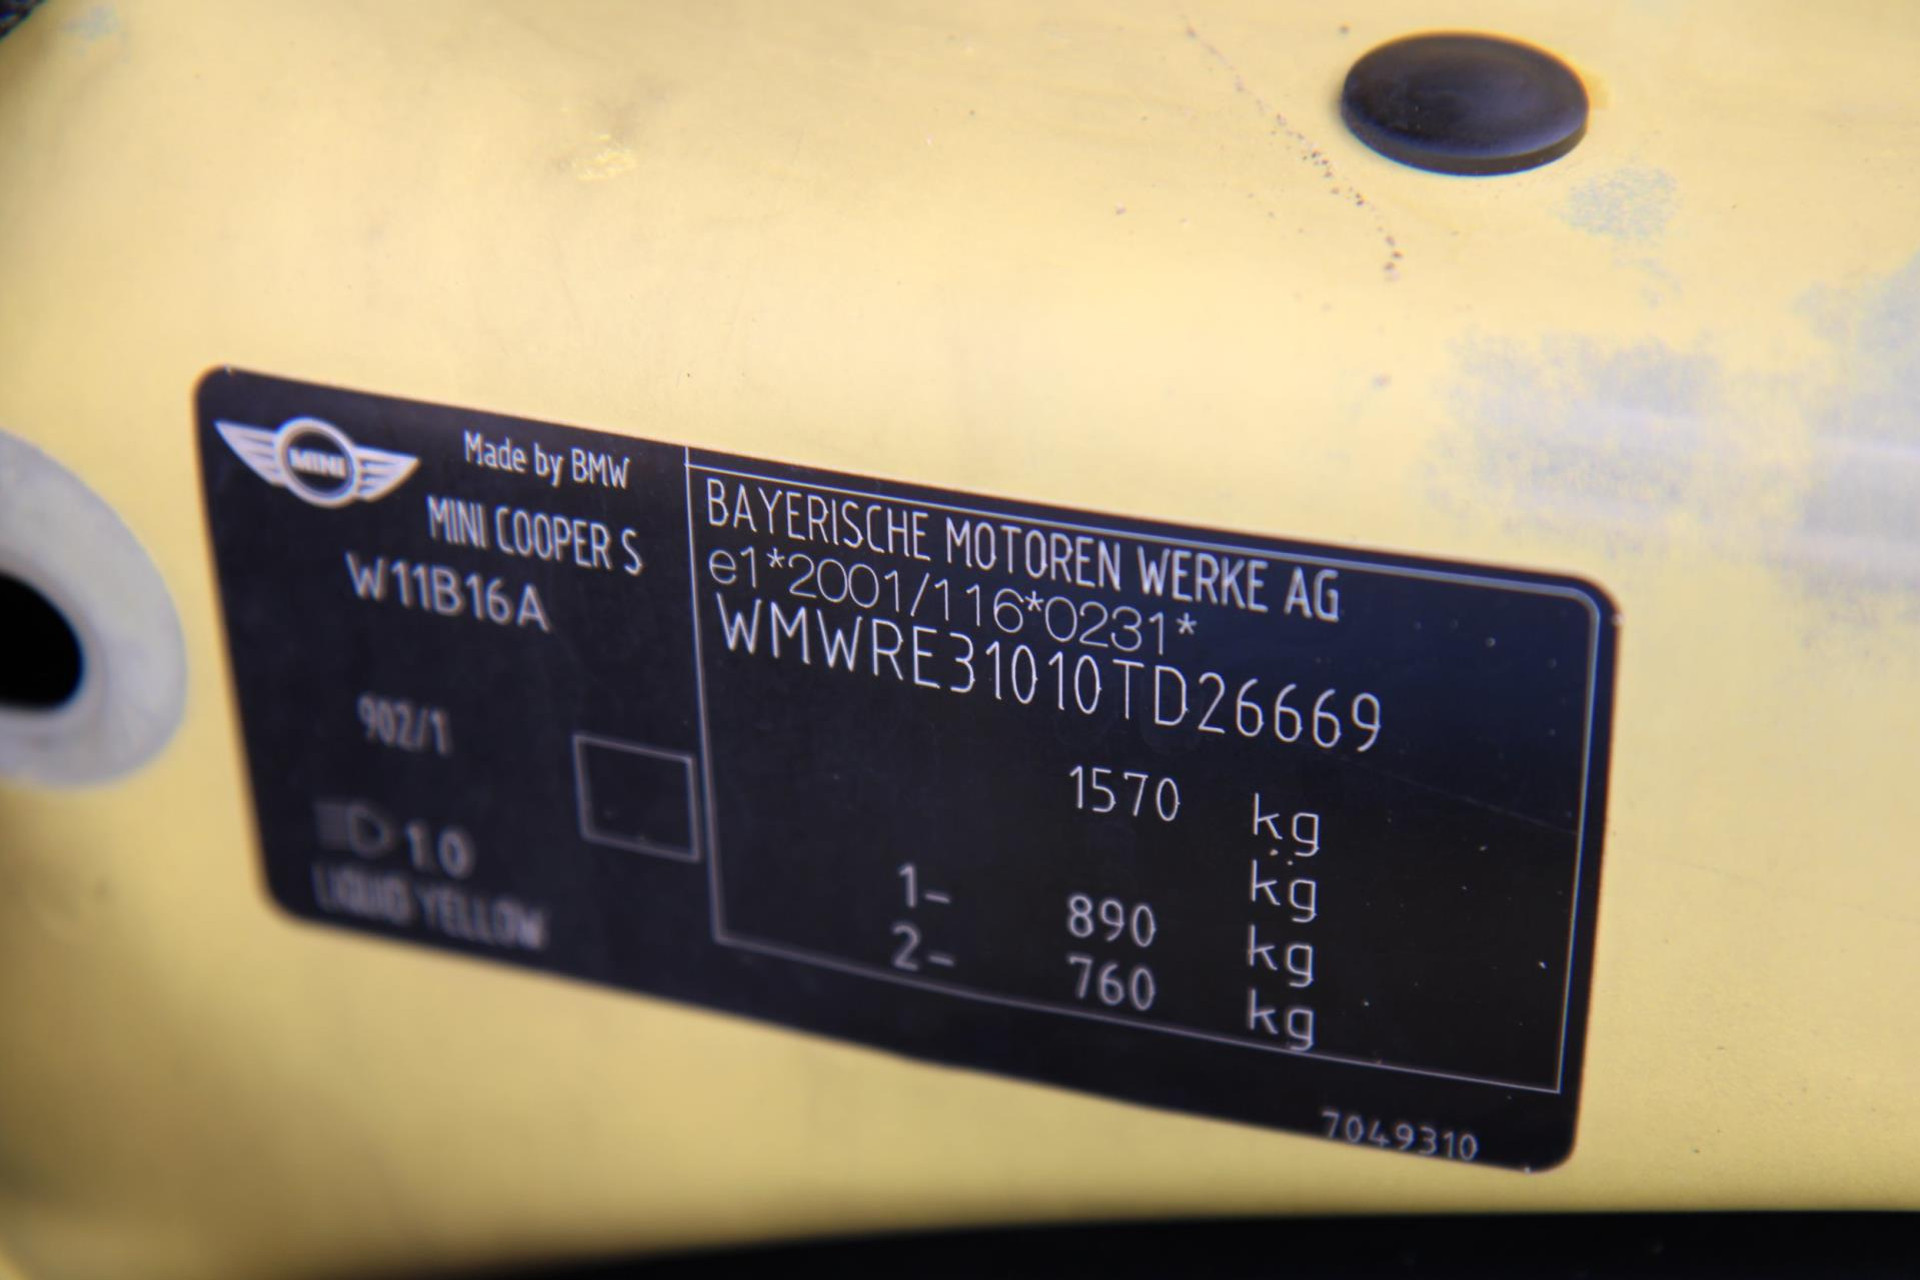 MINI
Made by BMW
MINI COOPER S
W11B16A
902/1
10
LIQUID YELLOW
BAYERISCHE MOTOREN WERKE AG
e1*2001/116*0231*
WMWRE31010TD26669
1570 kg
kg
1- 890 kg
2- 760 kg
7049310